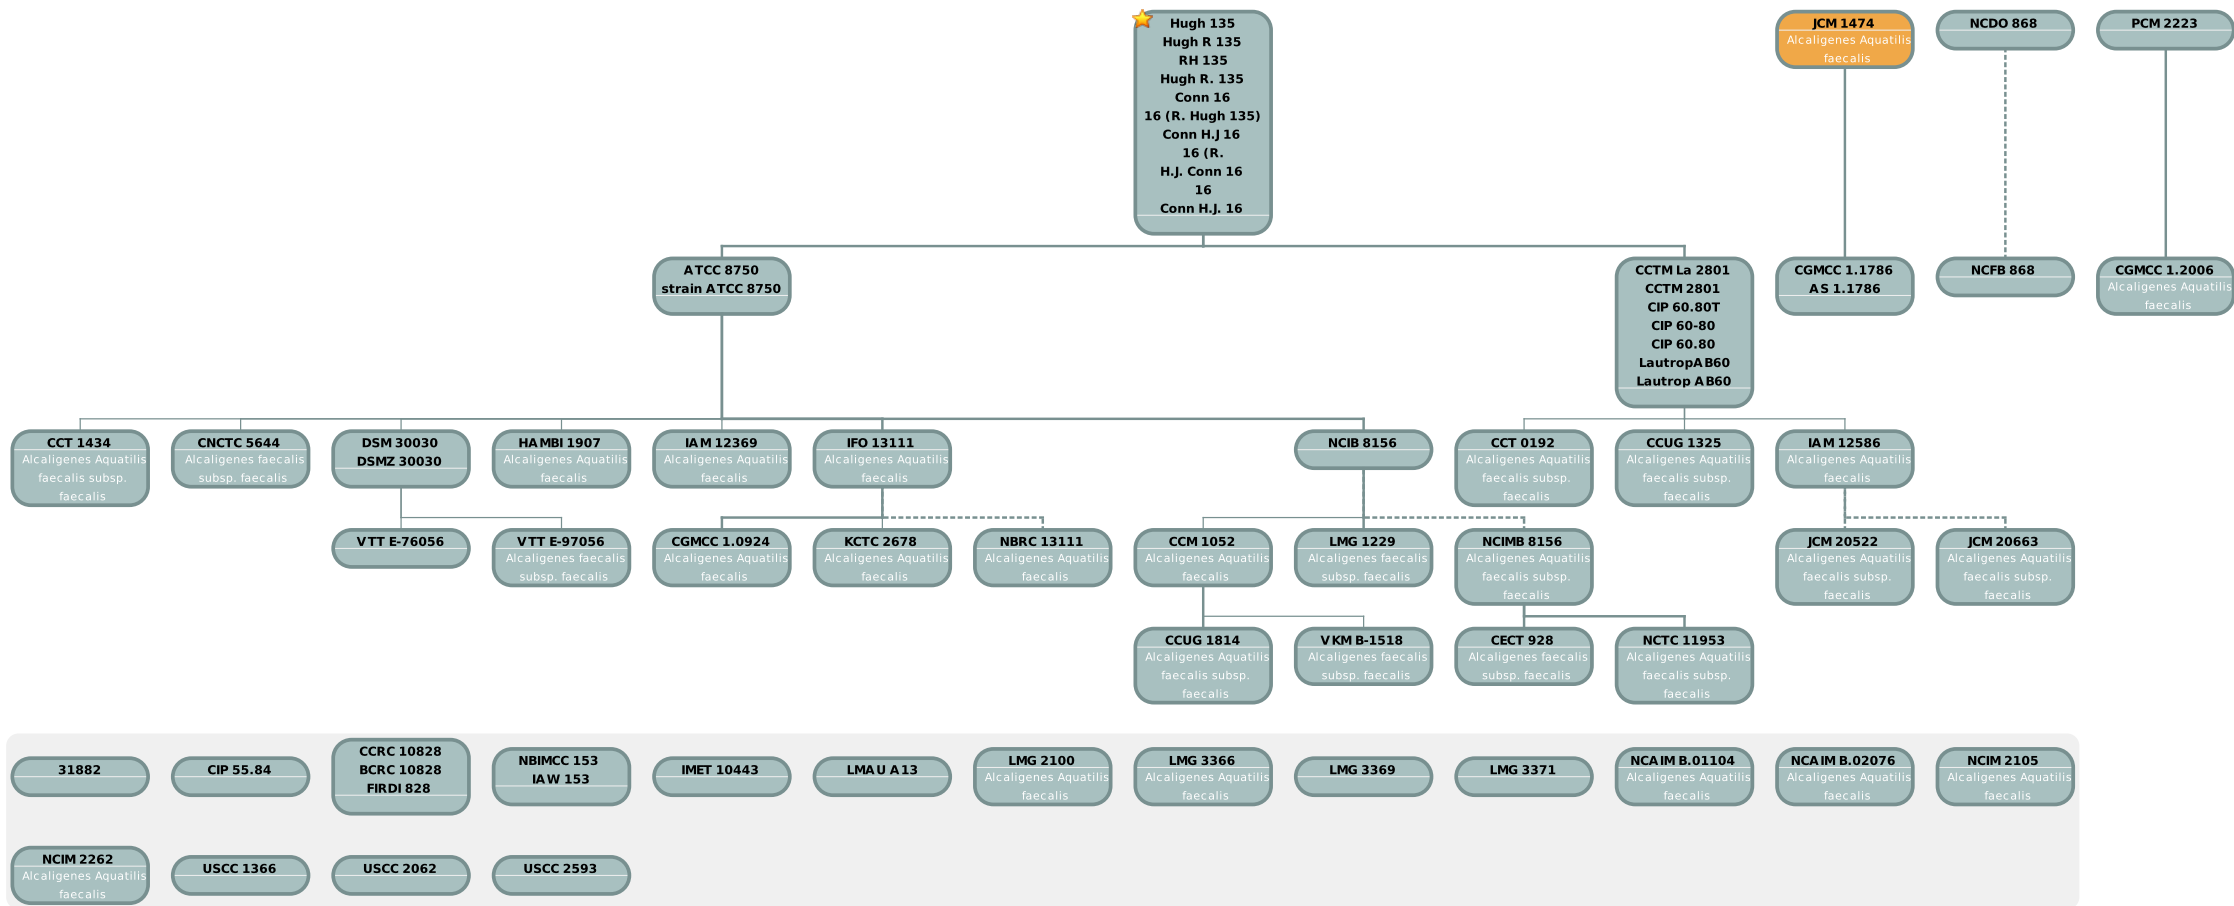 Hugh 135
Hugh R 135
RH 135
Hugh R. 135
Conn 16
16 (R. Hugh 135)
Conn H.J 16
16 (R.
H.J. Conn 16
16
Conn H.J. 16
JCM 1474
Alcaligenes Aquatilis
faecalis
NCDO 868
PCM 2223
ATCC 8750
strain ATCC 8750
CCTM La 2801
CCTM 2801
CIP 60.80T
CIP 60-80
CIP 60.80
LautropAB60
Lautrop AB60
CGMCC 1.1786
AS 1.1786
NCFB 868
CGMCC 1.2006
Alcaligenes Aquatilis
faecalis
CCT 1434
Alcaligenes Aquatilis
faecalis subsp.
faecalis
CNCTC 5644
Alcaligenes faecalis
subsp. faecalis
DSM 30030
DSMZ 30030
HAMBI 1907
Alcaligenes Aquatilis
faecalis
IAM 12369
Alcaligenes Aquatilis
faecalis
IFO 13111
Alcaligenes Aquatilis
faecalis
NCIB 8156
CCT 0192
Alcaligenes Aquatilis
faecalis subsp.
faecalis
CCUG 1325
Alcaligenes Aquatilis
faecalis subsp.
faecalis
IAM 12586
Alcaligenes Aquatilis
faecalis
VTT E-76056
VTT E-97056
Alcaligenes faecalis
subsp. faecalis
CGMCC 1.0924
Alcaligenes Aquatilis
faecalis
KCTC 2678
Alcaligenes Aquatilis
faecalis
NBRC 13111
Alcaligenes Aquatilis
faecalis
CCM 1052
Alcaligenes Aquatilis
faecalis
LMG 1229
Alcaligenes faecalis
subsp. faecalis
NCIMB 8156
Alcaligenes Aquatilis
faecalis subsp.
faecalis
JCM 20522
Alcaligenes Aquatilis
faecalis subsp.
faecalis
JCM 20663
Alcaligenes Aquatilis
faecalis subsp.
faecalis
CCUG 1814
Alcaligenes Aquatilis
faecalis subsp.
faecalis
VKM B-1518
Alcaligenes faecalis
subsp. faecalis
CECT 928
Alcaligenes faecalis
subsp. faecalis
NCTC 11953
Alcaligenes Aquatilis
faecalis subsp.
faecalis
31882
CIP 55.84
CCRC 10828
BCRC 10828
FIRDI 828
NBIMCC 153
IAW 153
IMET 10443
LMAU A13
LMG 2100
Alcaligenes Aquatilis
faecalis
LMG 3366
Alcaligenes Aquatilis
faecalis
LMG 3369
LMG 3371
NCAIM B.01104
Alcaligenes Aquatilis
faecalis
NCAIM B.02076
Alcaligenes Aquatilis
faecalis
NCIM 2105
Alcaligenes Aquatilis
faecalis
NCIM 2262
Alcaligenes Aquatilis
faecalis
USCC 1366
USCC 2062
USCC 2593